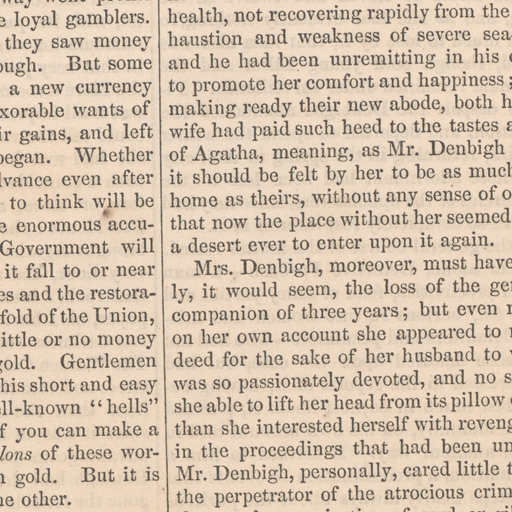 e loyal gamblers.
they saw money
ough. But some
a new currency
xorable wants of
ir gains, and left
began. Whether
lvance even after
to think will be
e enormous accu-
Government will
it fall to or near
es and the restora-
fold of the Union,
ittle or no money
gold. Gentlemen
his short and easy
ell-known "hells"
f you can make a
lons of these wor-
n gold. But it is
he other.
health, not recovering rapidly from the
haustion and weakness of severe sea
and he had been unremitting in his
to promote her comfort and happiness;
making ready their new abode, both h
wife had paid such heed to the tastes a
of Agatha, meaning, as Mr. Denbigh
it should be felt by her to be as much
home as theirs, without any sense of o
that now the place without her seemed
a desert ever to enter upon it again.
Mrs. Denbigh, moreover, must have
ly, it would seem, the loss of the gen
companion of three years; but even
on her own account she appeared to
deed for the sake of her husband to
was so passionately devoted, and no s
she able to lift her head from its pillow
than she interested herself with reveng
in the proceedings that had been un
Mr. Denbigh, personally, cared little t
the perpetrator of the atrocious crim